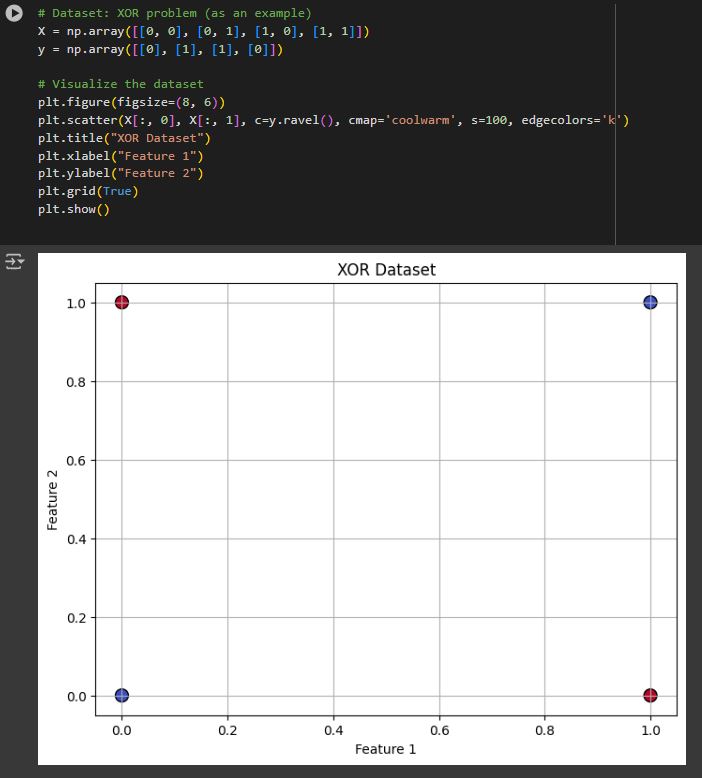 # Dataset: XOR problem (as an example)
X = np.array([[0, 0], [0, 1], [1, 0], [1, 1]])
y = np.array([[0], [1], [1], [0]])
# Visualize the dataset
plt.figure(figsize=(8, 6))
plt.scatter(X[:, 0], X[:, 1], c=y.ravel(), cmap='coolwarm', s=100, edgecolors='k')
plt.title("XOR Dataset")
plt.xlabel("Feature 1")
plt.ylabel("Feature 2")
plt.grid(True)
plt.show()
XOR Dataset
1.0
0.8
0.6
0.4
0.2
0.0
Feature 2
0.0 0.2 0.4 0.6 0.8 1.0
Feature 1